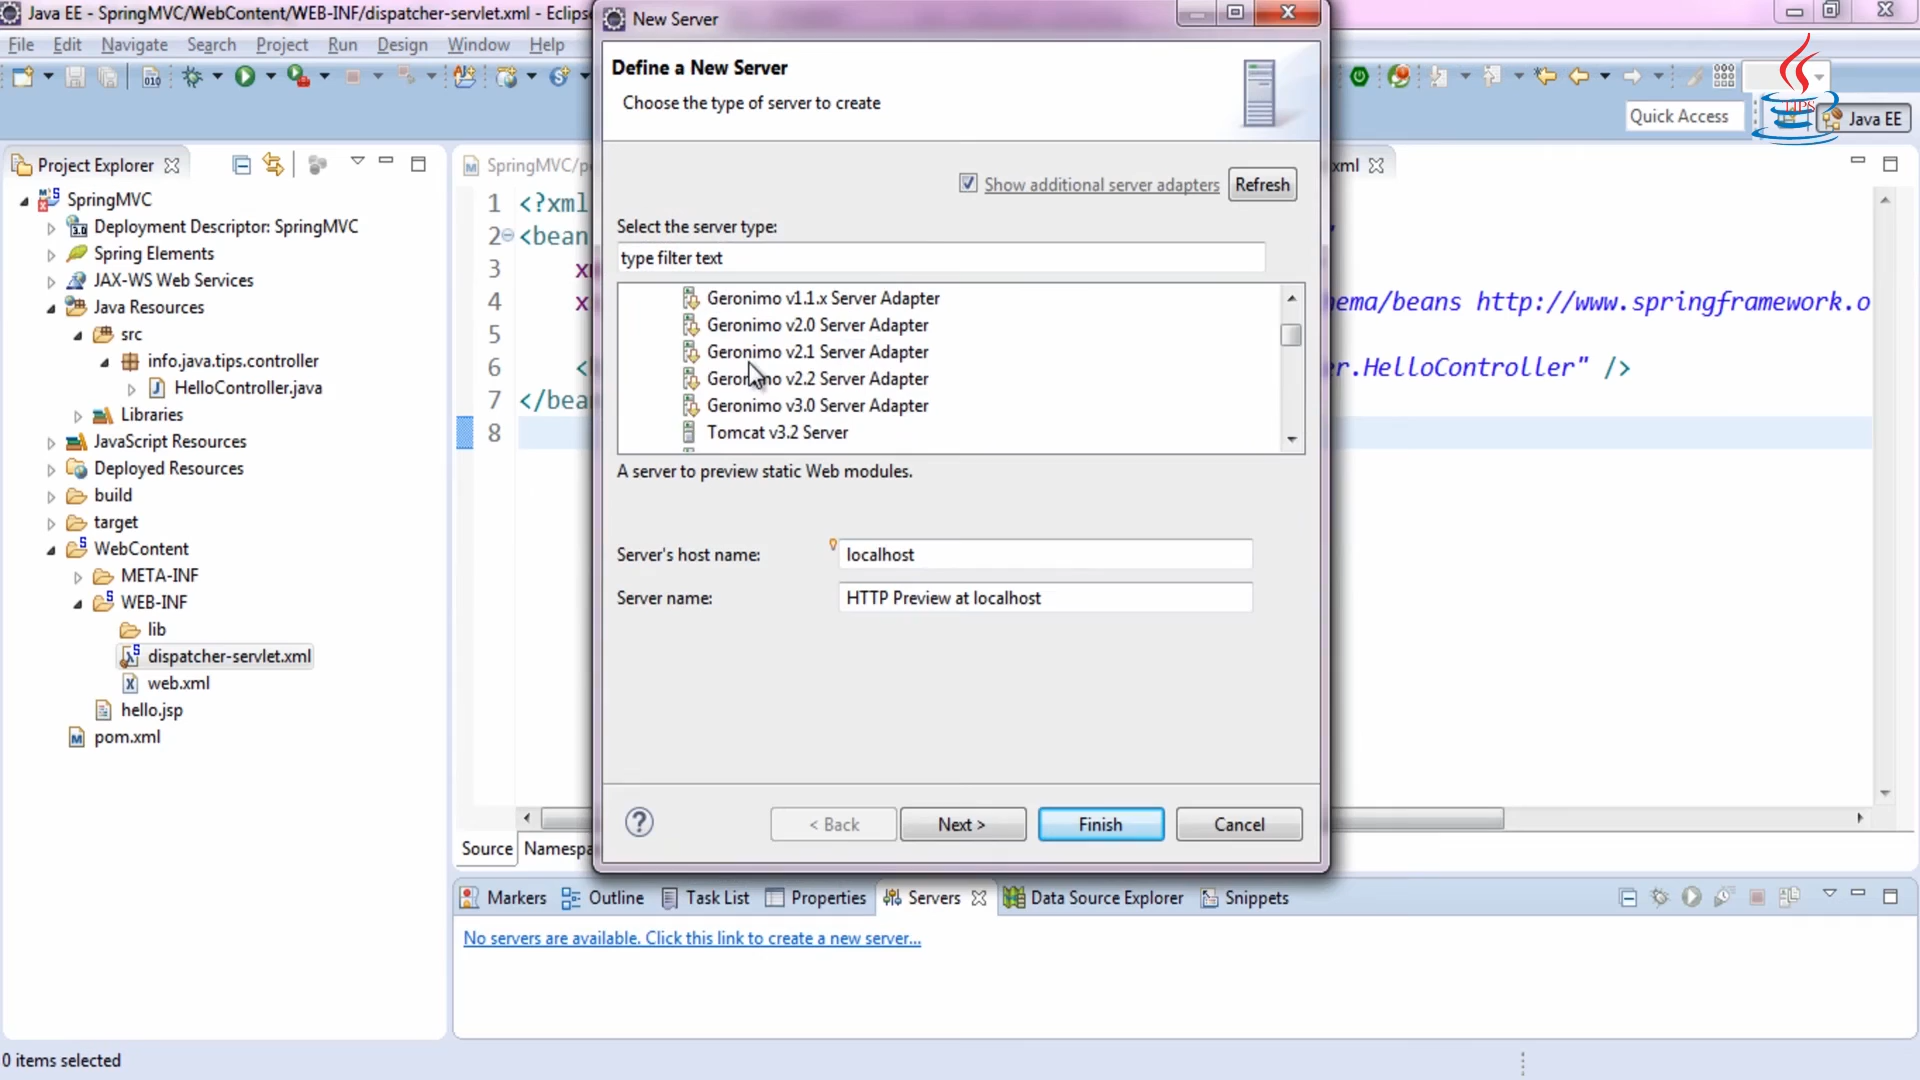 Java EE - SpringMVC/WebContent/WEB-INF/dispatcher-servlet.xml - Eclips
New Server
File Edit Navigate Search Project Run Design Window Help
Define a New Server
Choose the type of server to create
TIPS
Quick Access
Java EE
Project Explorer
SpringMVC/p
xml
Show additional server adapters
Refresh
SpringMVC
Deployment Descriptor: SpringMVC
Spring Elements
JAX-WS Web Services
Java Resources
src
info.java.tips.controller
HelloController.java
Libraries
JavaScript Resources
Deployed Resources
build
target
WebContent
META-INF
WEB-INF
lib
dispatcher-servlet.xml
web.xml
hello.jsp
pom.xml
1 <?xml
2 <bean
3 x
4 x
hema/beans http://www.springframework.o
5
6 <
er.HelloController" />
7 </bea
8
Select the server type:
type filter text
Geronimo v1.1.x Server Adapter
Geronimo v2.0 Server Adapter
Geronimo v2.1 Server Adapter
Geronimo v2.2 Server Adapter
Geronimo v3.0 Server Adapter
Tomcat v3.2 Server
A server to preview static Web modules.
Server's host name:
localhost
Server name:
HTTP Preview at localhost
< Back
Next >
Finish
Cancel
Source
Namespa
Markers
Outline
Task List
Properties
Servers
Data Source Explorer
Snippets
No servers are available. Click this link to create a new server...
0 items selected